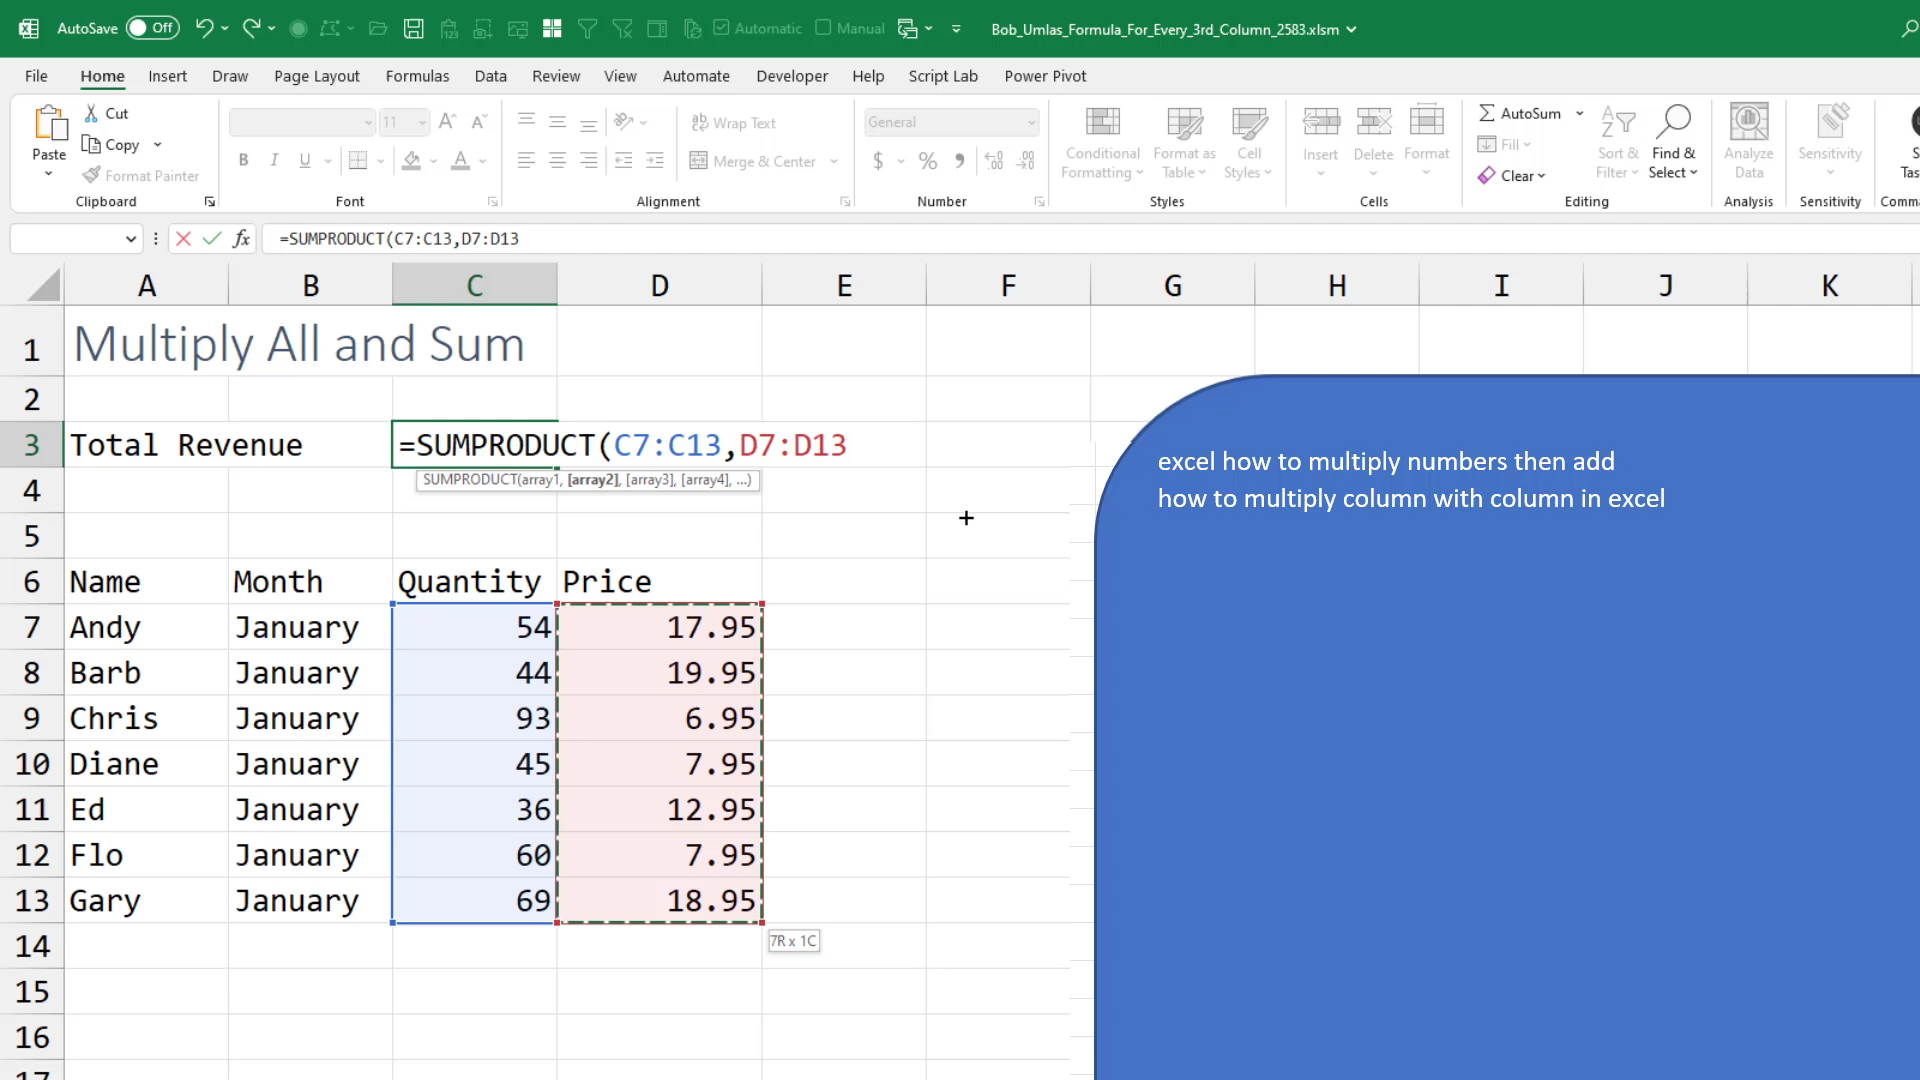 AutoSave Off Automatic Manual Bob_Umlas_Formula_For_Every_3rd_Column_2583.xlsm
File Home Insert Draw Page Layout Formulas Data Review View Automate Developer Help Script Lab Power Pivot
Paste Cut Copy Format Painter Clipboard
11 B I U A Font
ab Wrap Text Merge & Center Alignment
General $ % Number
Conditional Formatting Format as Table Cell Styles Styles
Insert Delete Format Cells
AutoSum Fill Clear Sort & Filter Find & Select Editing
Analyze Data Analysis
Sensitivity Sensitivity
fx =SUMPRODUCT(C7:C13,D7:D13
A B C D E F G H I J K
1 Multiply All and Sum
2
3 Total Revenue =SUMPRODUCT(C7:C13,D7:D13
SUMPRODUCT(array1, [array2], [array3], [array4], ...)
4
5
6 Name Month Quantity Price
7 Andy January 54 17.95
8 Barb January 44 19.95
9 Chris January 93 6.95
10 Diane January 45 7.95
11 Ed January 36 12.95
12 Flo January 60 7.95
13 Gary January 69 18.95
7R x 1C
14
15
16
excel how to multiply numbers then add
how to multiply column with column in excel